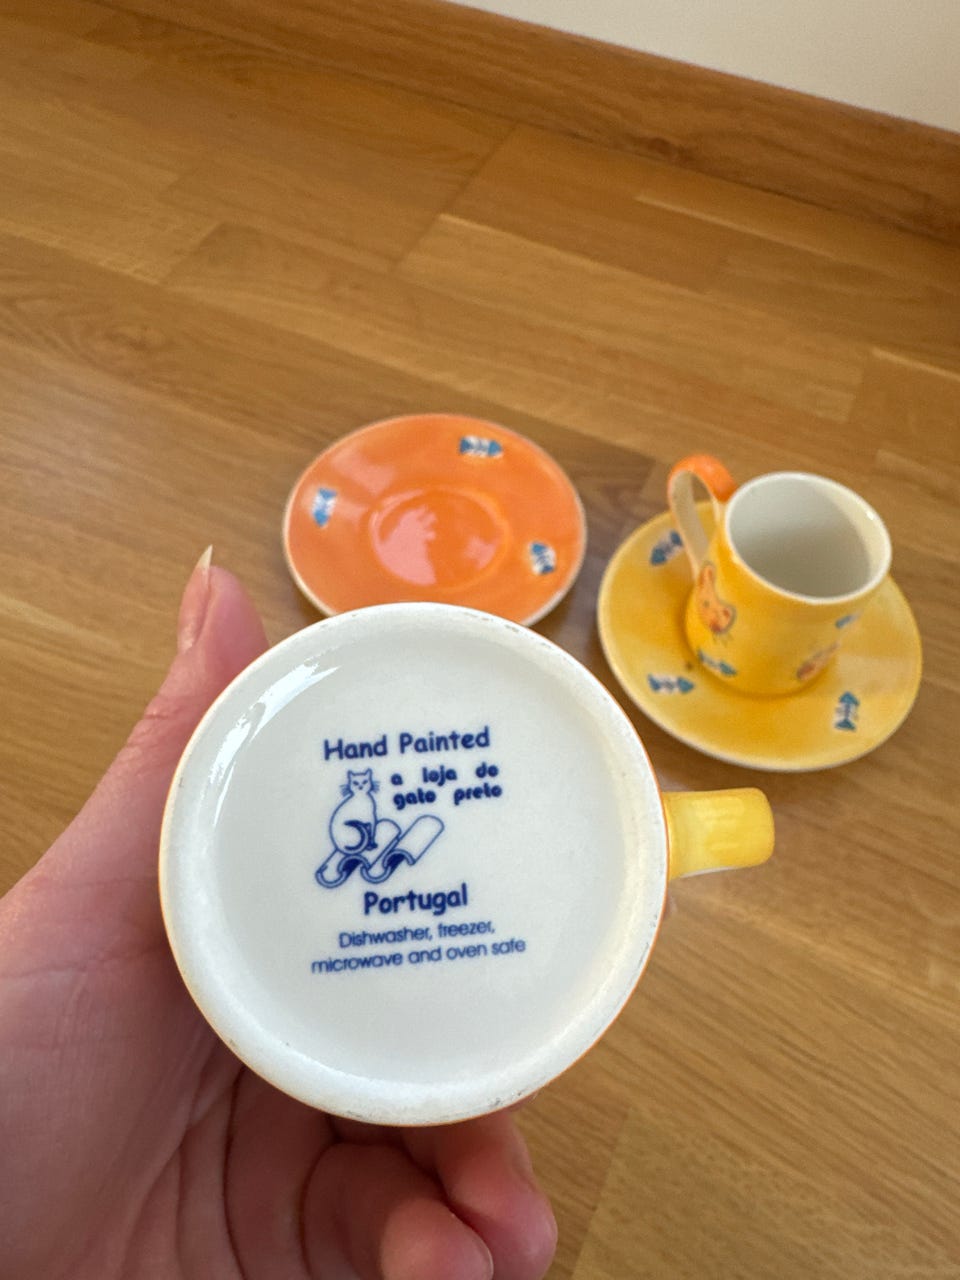 Hand Painted
a loja do
gato preto
Portugal
Dishwasher, freezer,
microwave and oven safe